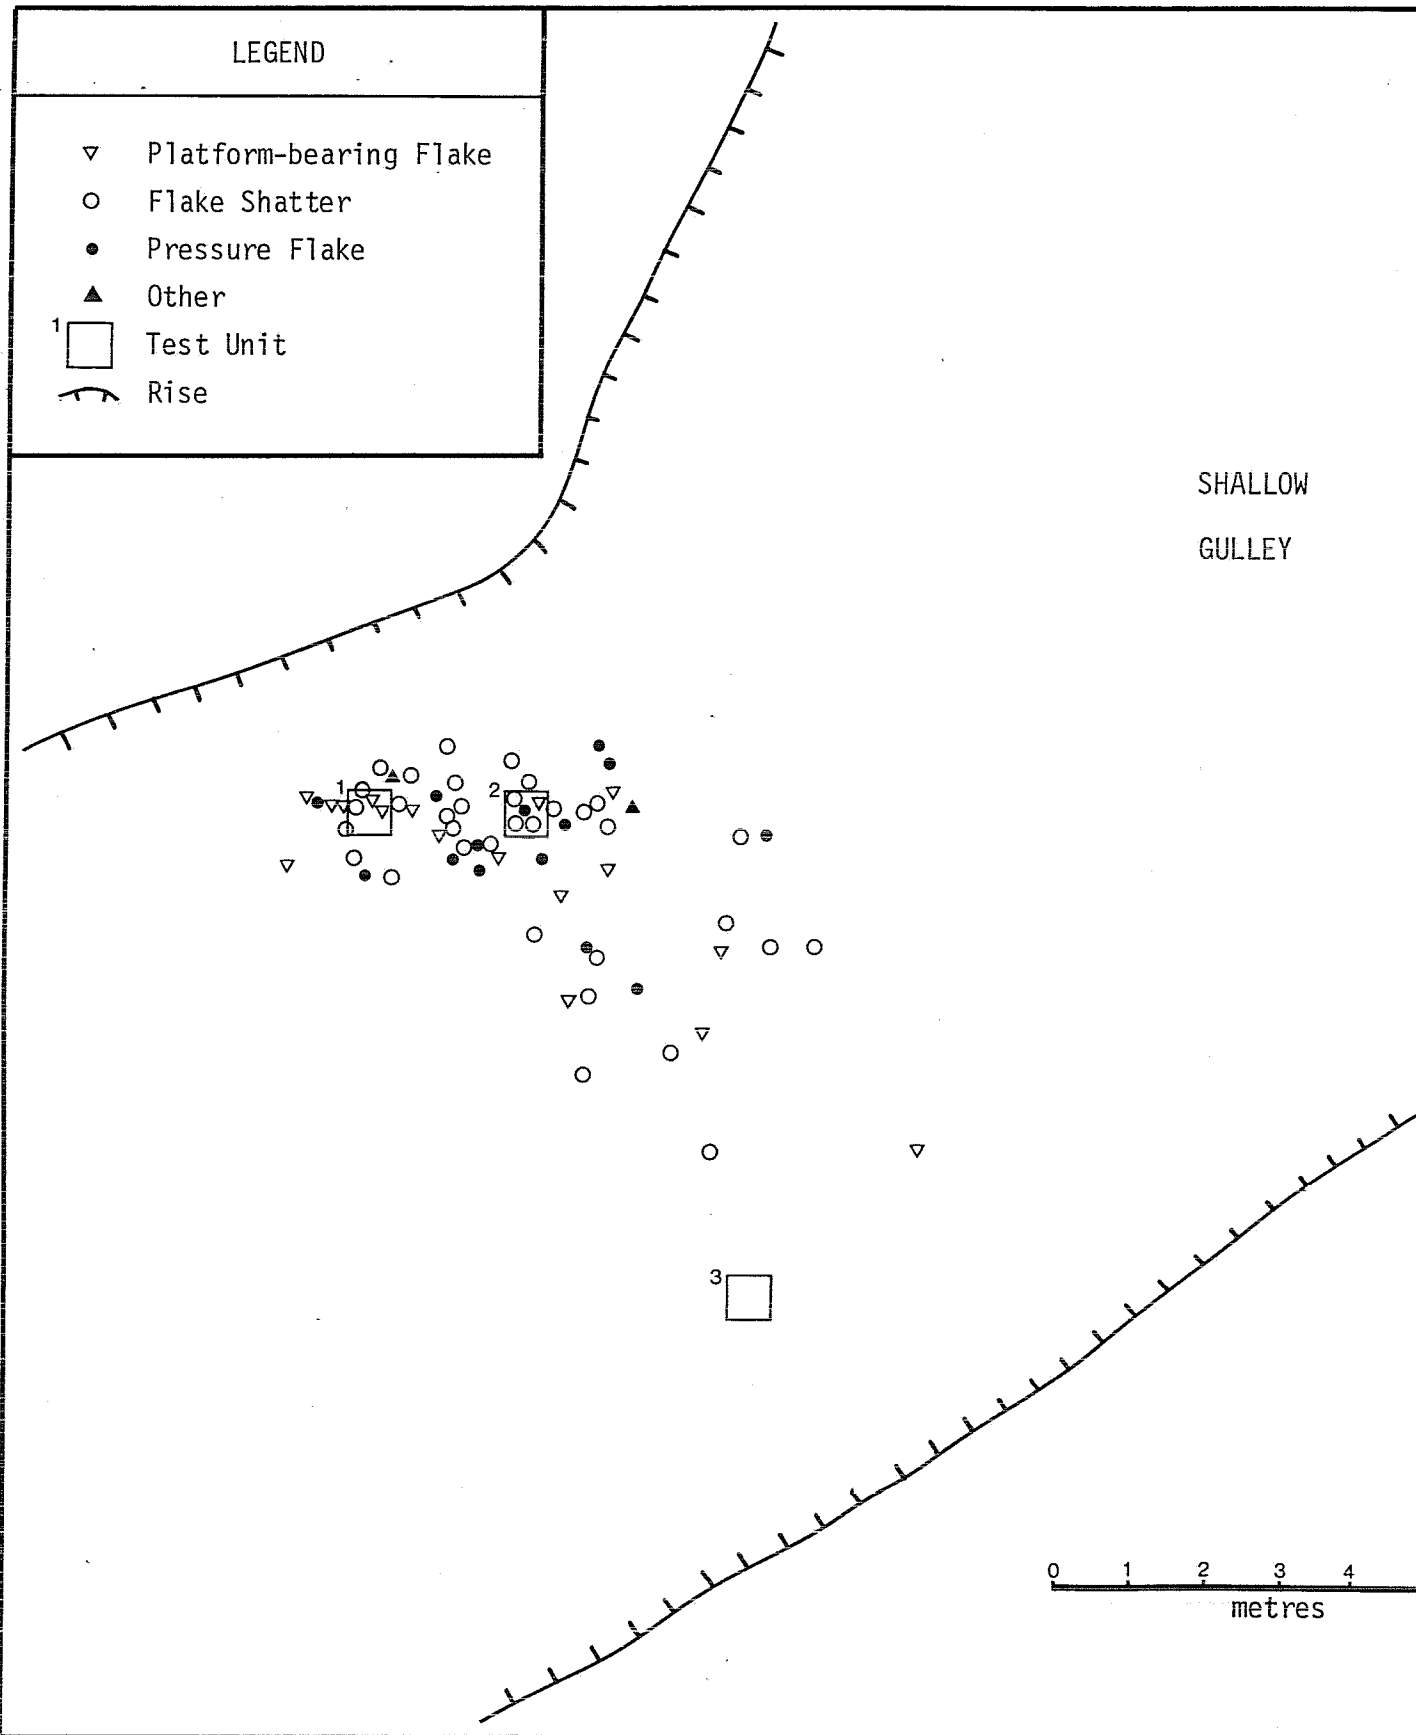 LEGEND
Platform-bearing Flake
Flake Shatter
Pressure Flake
Other
1
Test Unit
Rise
SHALLOW
GULLEY
1
2
3
0 1 2 3 4
metres